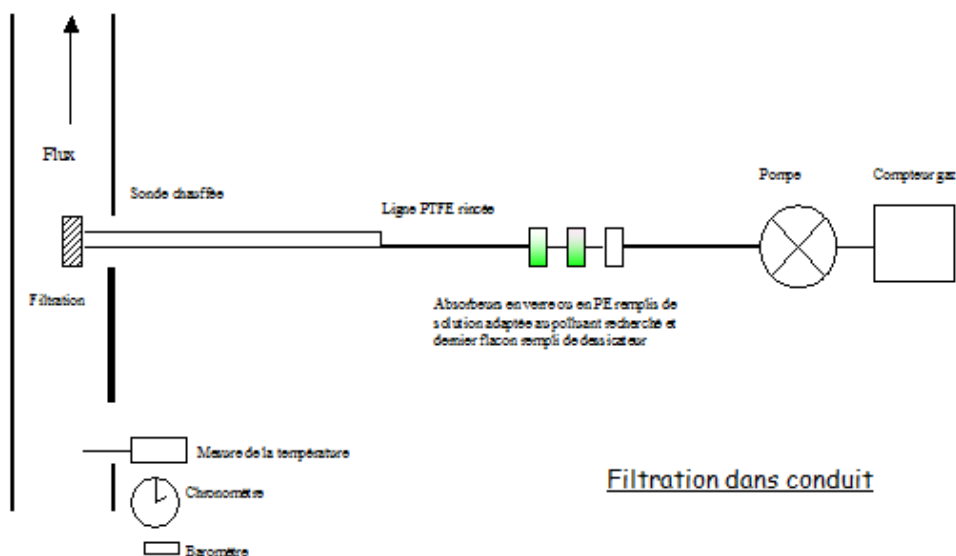 Flux
Sonde chauffée
Pompe
Compteur gaz
Ligne PTFE rincée
Filtration
Absorbeurs en verre ou en PE remplis de
solution adaptée au polluant recherché et
dernier flacon rempli de dessicateur
Mesure de la température
Filtration dans conduit
Chronomètre
Baromètre